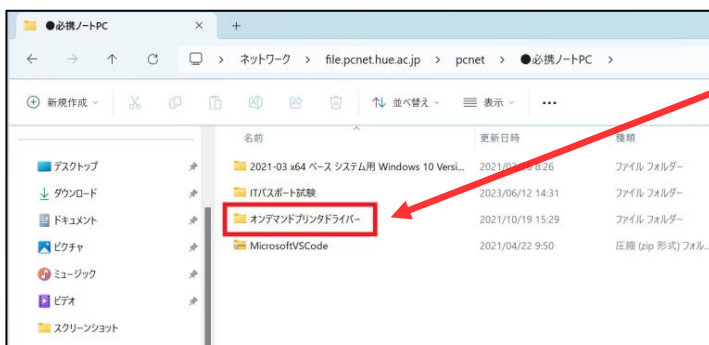 ●必携ノートPC
ネットワーク > file.pcnet.hue.ac.jp > pcnet > ●必携ノートPC >
新規作成 並べ替え 表示 ...
名前 更新日時 種類
デスクトップ
ダウンロード
ドキュメント
ピクチャ
ミュージック
ビデオ
スクリーンショット
2021-03 x64 ベース システム用 Windows 10 Versi... 8:26 ファイル フォルダー
ITパスポート試験 2023/06/12 14:31 ファイル フォルダー
オンデマンドプリンタドライバー 2021/10/19 15:29 ファイル フォルダー
MicrosoftVSCode 2021/04/22 9:50 圧縮 (zip 形式) フォル...